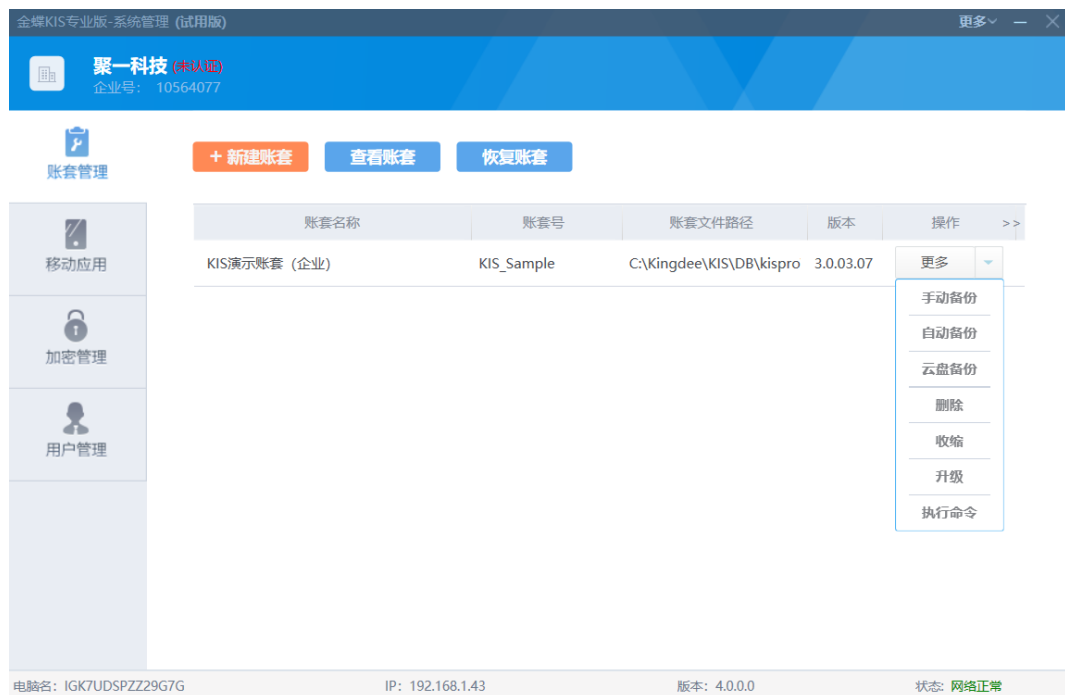 金蝶KIS专业版-系统管理 (试用版) 更多
聚一科技 (未认证)
企业号: 10564077
账套管理
+ 新建账套 查看账套 恢复账套
账套名称 账套号 账套文件路径 版本 操作 >>
移动应用
KIS演示账套 (企业) KIS_Sample C:\Kingdee\KIS\DB\kispro 3.0.03.07 更多
手动备份
自动备份
加密管理
云盘备份
删除
收缩
用户管理
升级
执行命令
电脑名: IGK7UDSPZZ29G7G IP: 192.168.1.43 版本: 4.0.0.0 状态: 网络正常